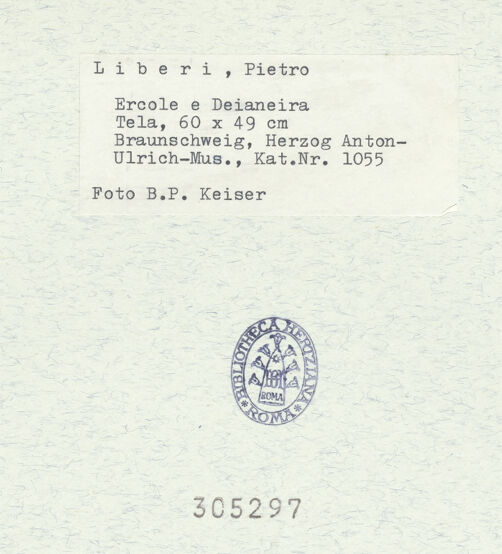 L i b e r i , Pietro
Ercole e Deianeira
Tela, 60 x 49 cm
Braunschweig, Herzog Anton-
Ulrich-Mus., Kat.Nr. 1055
Foto B.P. Keiser
BIBLIOTHECA HERTZIANA
ROMA
ROMA
305297